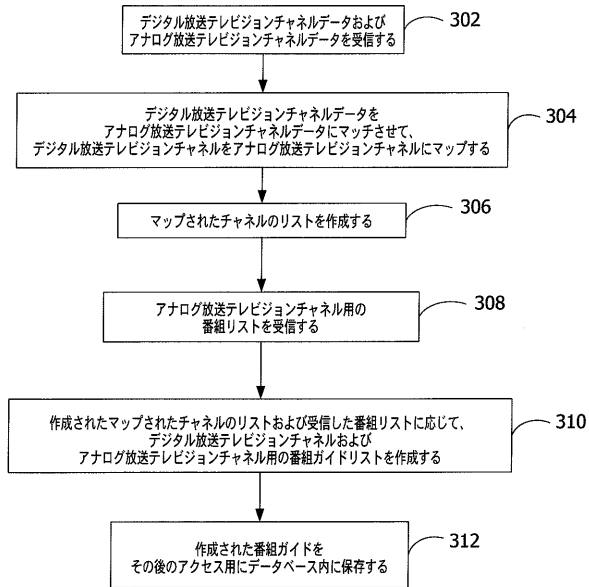 デジタル放送テレビジョンチャネルデータおよび
アナログ放送テレビジョンチャネルデータを受信する
302
デジタル放送テレビジョンチャネルデータを
アナログ放送テレビジョンチャネルデータにマッチさせて、
デジタル放送テレビジョンチャネルをアナログ放送テレビジョンチャネルにマップする
304
マップされたチャネルのリストを作成する
306
アナログ放送テレビジョンチャネル用の
番組リストを受信する
308
作成されたマップされたチャネルのリストおよび受信した番組リストに応じて、
デジタル放送テレビジョンチャネルおよび
アナログ放送テレビジョンチャネル用の番組ガイドリストを作成する
310
作成された番組ガイドを
その後のアクセス用にデータベース内に保存する
312